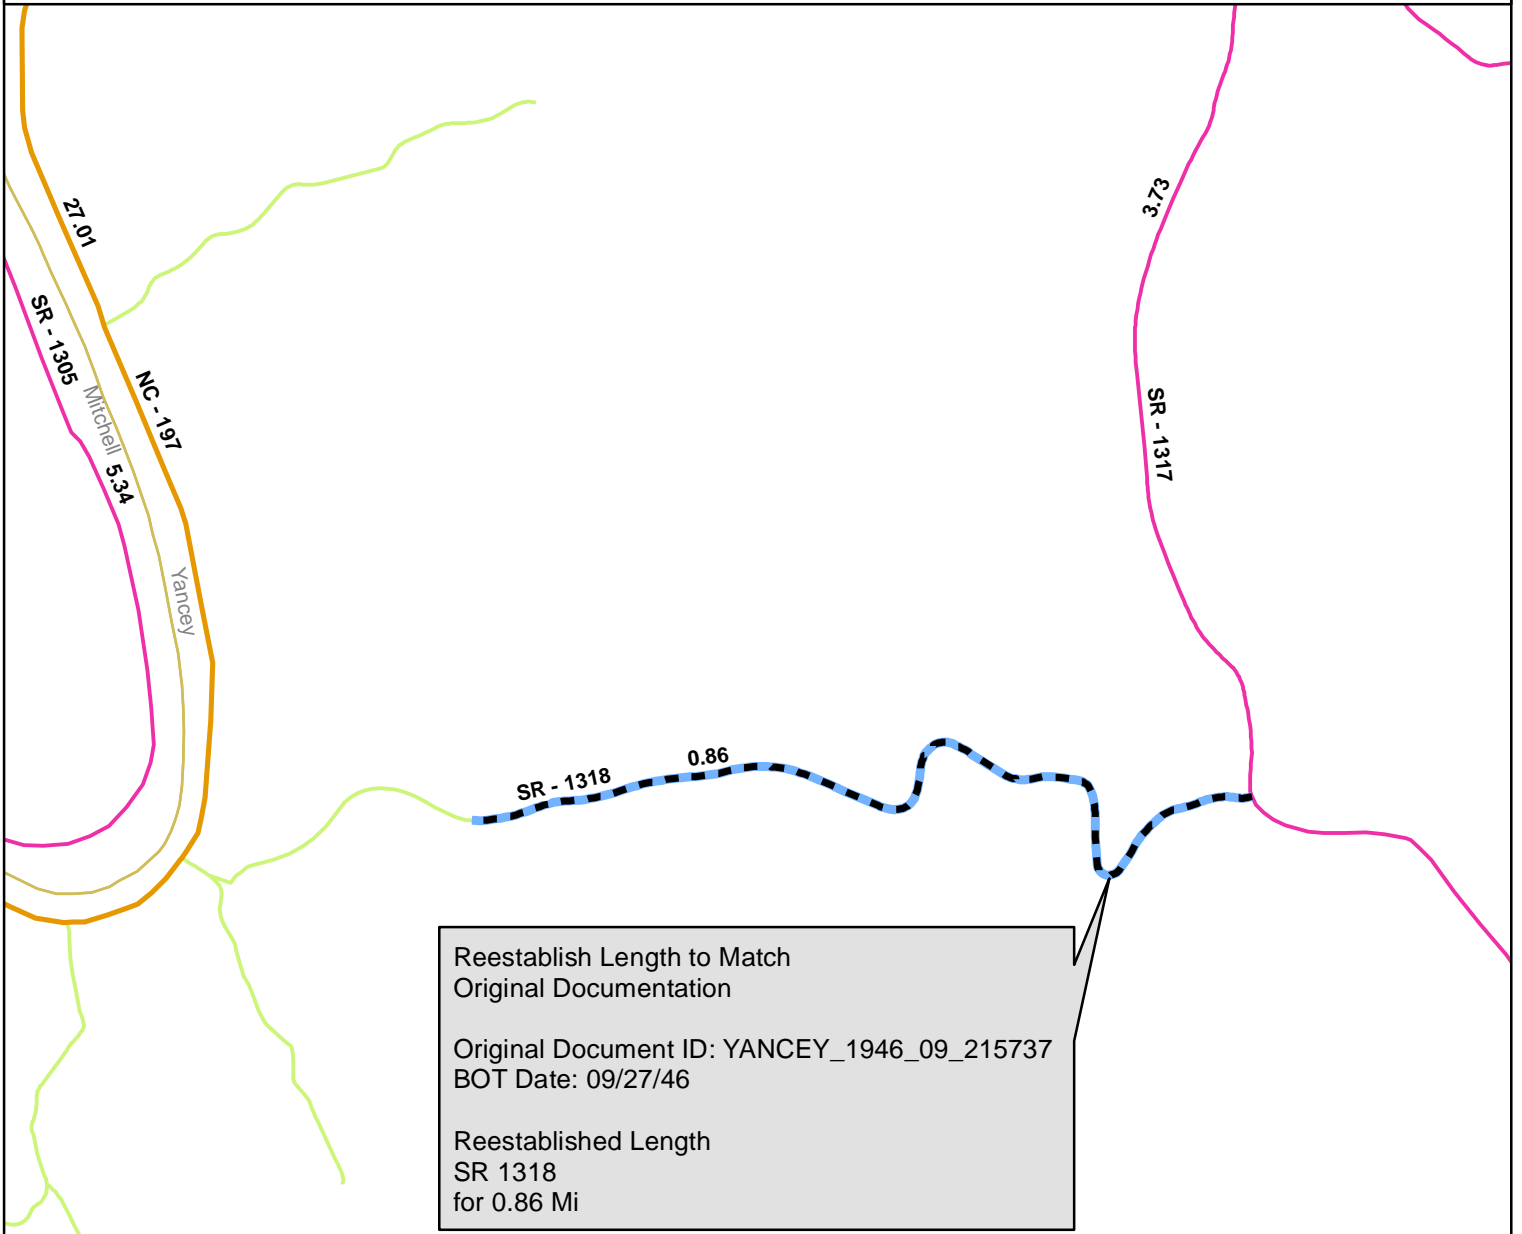 27.01
3.73
SR - 1305
NC - 197
Mitchell
5.34
SR - 1317
Yancey
0.86
SR - 1318
Reestablish Length to Match
Original Documentation
Original Document ID: YANCEY_1946_09_215737
BOT Date: 09/27/46
Reestablished Length
SR 1318
for 0.86 Mi